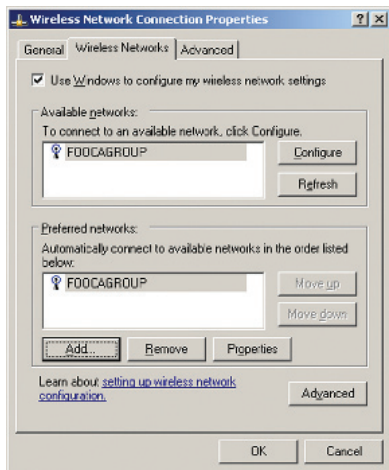 Wireless Network Connection Properties
General Wireless Networks Advanced
Use Windows to configure my wireless network settings
Available networks:
To connect to an available network, click Configure.
FOOCAGROUP
Configure
Refresh
Preferred networks:
Automatically connect to available networks in the order listed
below:
FOOCAGROUP
Move up
Move down
Add... Remove Properties
Learn about setting up wireless network
configuration.
Advanced
OK Cancel